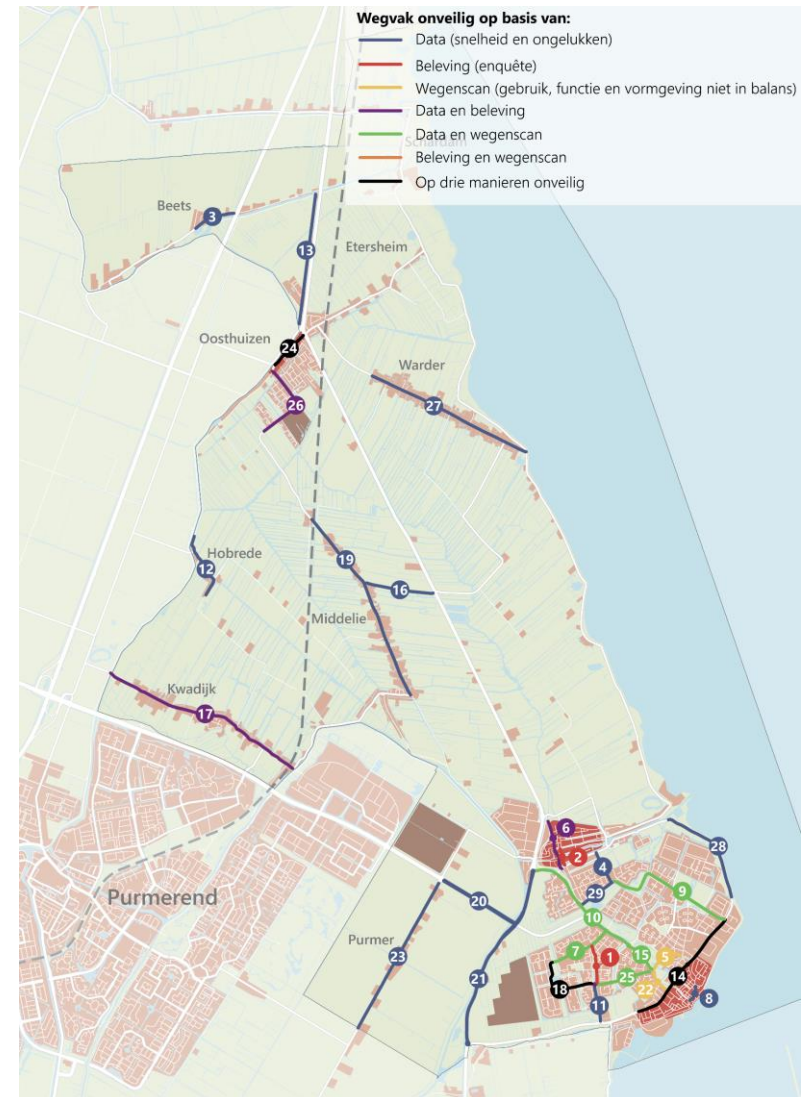 Wegvak onveilig op basis van:
Data (snelheid en ongelukken)
Beleving (enquête)
Wegenscan (gebruik, functie en vormgeving niet in balans)
Data en beleving
Data en wegenscan
Beleving en wegenscan
Op drie manieren onveilig
Schardam
Beets
3
13
Etersheim
Oosthuizen
24
Warder
26
27
Hobrede
12
19
16
Middelie
Kwadijk
17
6
2
4
28
29
9
Purmerend
20
10
Purmer
23
7
1
15
5
21
18
25
14
22
8
11